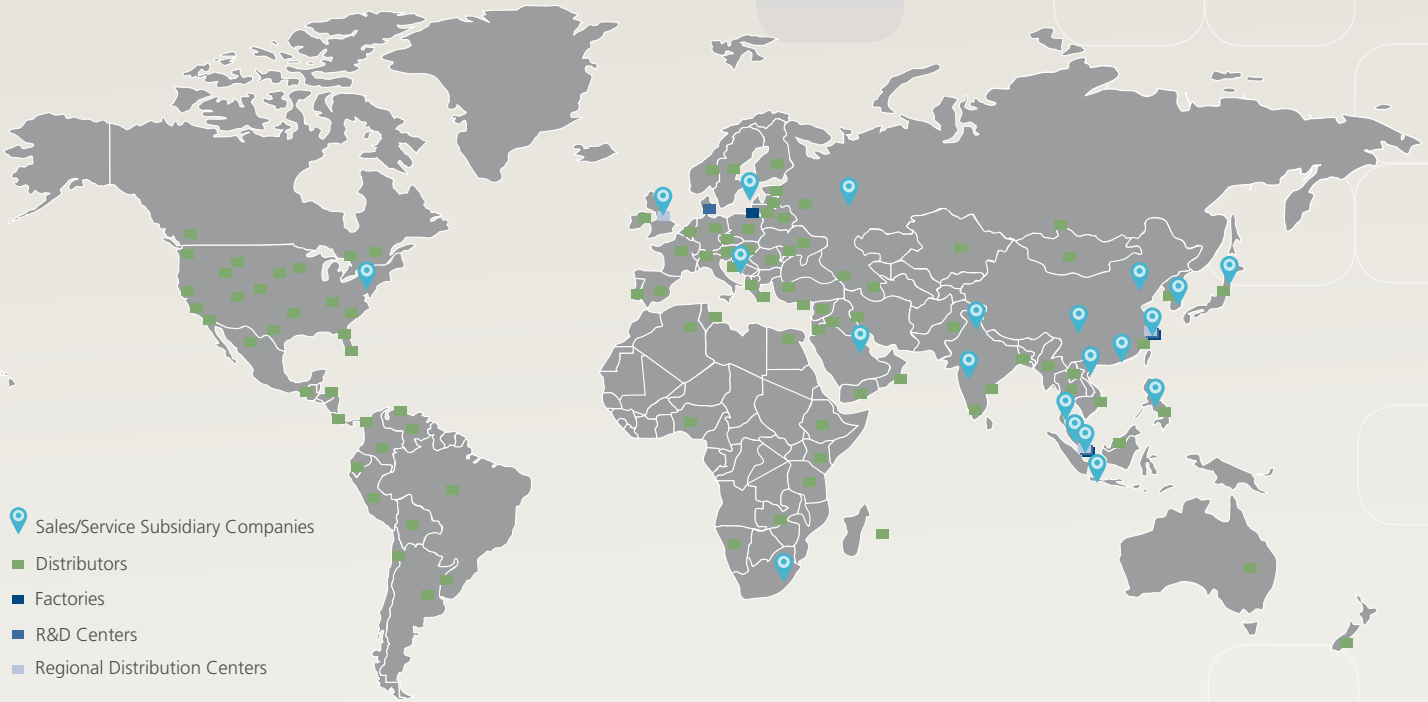 Sales/Service Subsidiary Companies
Distributors
Factories
R&D Centers
Regional Distribution Centers